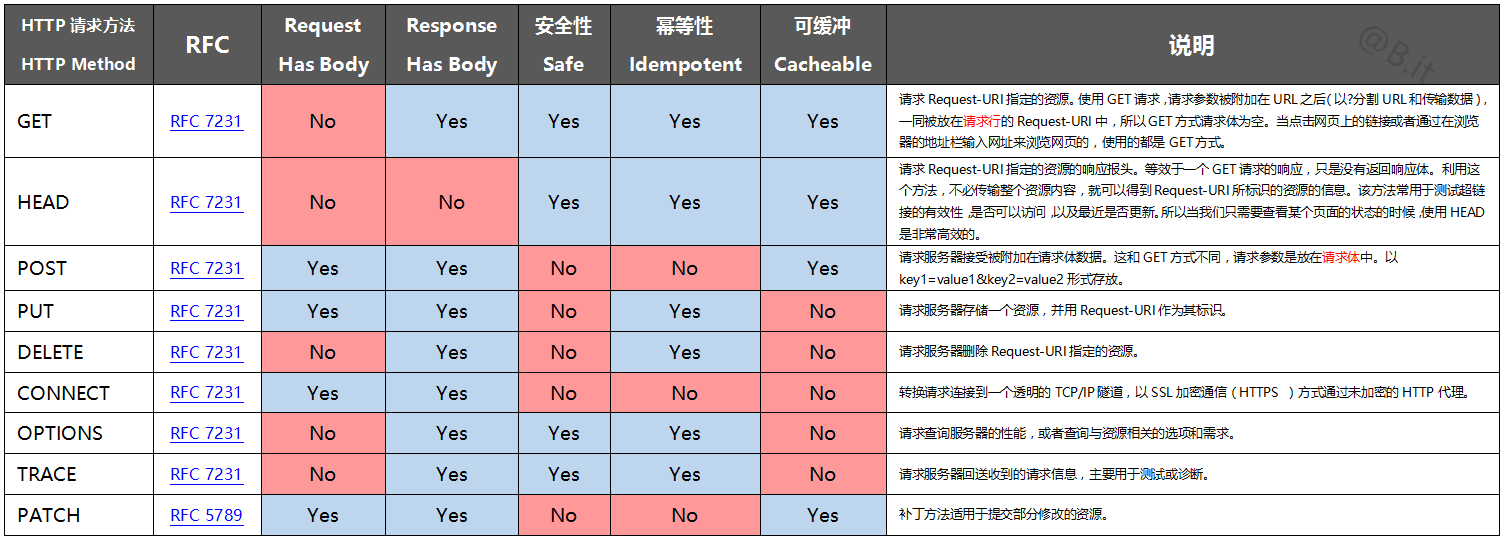 HTTP 请求方法 RFC Request Response 安全性 幂等性 可缓冲 说明
HTTP Method Has Body Has Body Safe Idempotent Cacheable
@B.it
GET RFC 7231 No Yes Yes Yes Yes
请求 Request-URI 指定的资源。使用 GET 请求，请求参数被附加在 URL 之后（以?分割 URL 和传输数据），
一同被放在请求行的 Request-URI 中，所以 GET 方式请求体为空。当点击网页上的链接或者通过在浏览
器的地址栏输入网址来浏览网页的，使用的都是 GET 方式。
HEAD RFC 7231 No No Yes Yes Yes
请求 Request-URI 指定的资源的响应报头。等效于一个 GET 请求的响应，只是没有返回响应体。利用这
个方法，不必传输整个资源内容，就可以得到 Request-URI 所标识的资源的信息。该方法常用于测试超链
接的有效性，是否可以访问，以及最近是否更新。所以当我们只需要查看某个页面的状态的时候，使用 HEAD
是非常高效的。
POST RFC 7231 Yes Yes No No Yes
请求服务器接受被附加在请求体数据。这和 GET 方式不同，请求参数是放在请求体中。以
key1=value1&key2=value2 形式存放。
PUT RFC 7231 Yes Yes No Yes No 请求服务器存储一个资源，并用 Request-URI 作为其标识。
DELETE RFC 7231 No Yes No Yes No 请求服务器删除 Request-URI 指定的资源。
CONNECT RFC 7231 Yes Yes No No No 转换请求连接到一个透明的 TCP/IP 隧道，以 SSL 加密通信（HTTPS ）方式通过未加密的 HTTP 代理。
OPTIONS RFC 7231 No Yes Yes Yes No 请求查询服务器的性能，或者查询与资源相关的选项和需求。
TRACE RFC 7231 No Yes Yes Yes No 请求服务器回送收到的请求信息，主要用于测试或诊断。
PATCH RFC 5789 Yes Yes No No Yes 补丁方法适用于提交部分修改的资源。